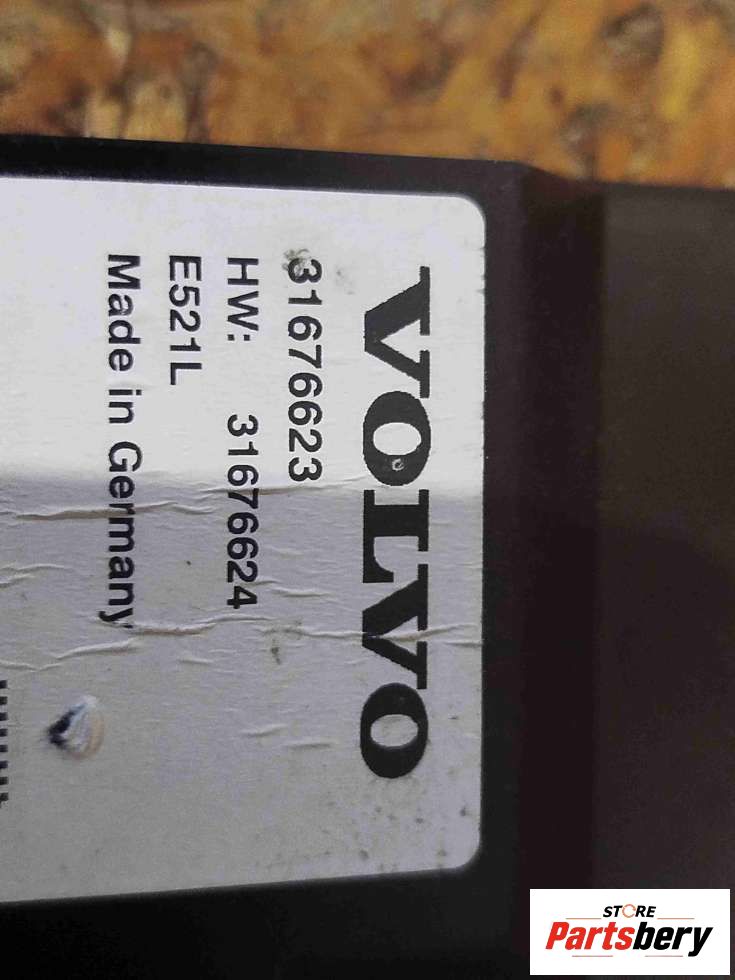 VOLVO
31676623
HW: 31676624
E521L
Made in Germany
STORE
Partsbery